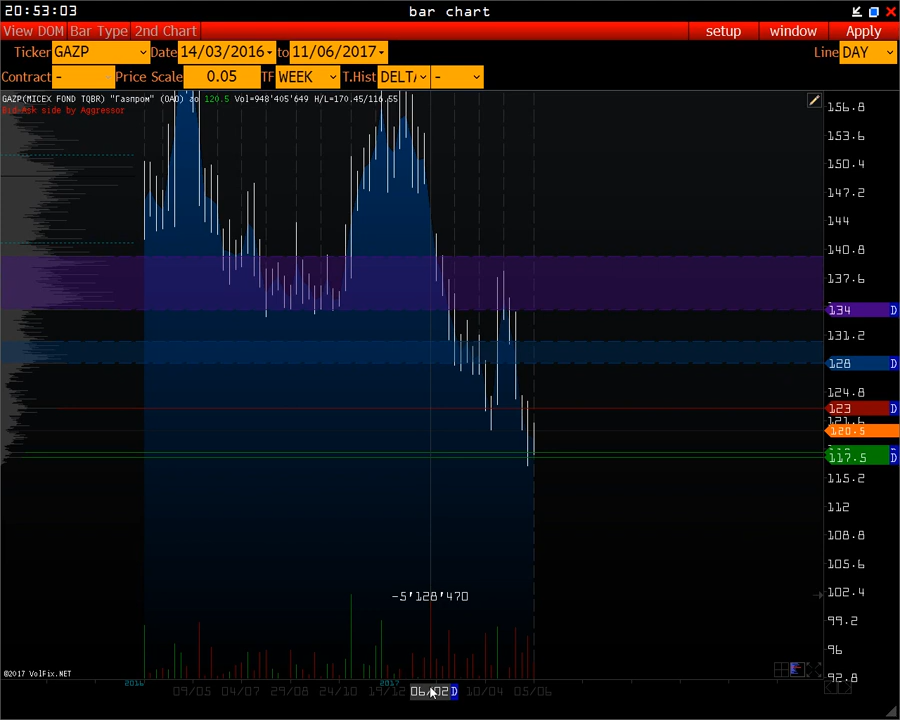 20:53:03 bar chart
View DOM Bar Type 2nd Chart setup window Apply
Ticker GAZP Date 14/03/2016 to 11/06/2017 Line DAY
Contract - Price Scale 0.05 TF WEEK T.Hist DELT -
GAZP(MICEX FOND TQBR) "Газпром" (ОАО) ао 120.5 Vol=948'405'649 H/L=170.45/116.55
Bid-Ask side by Aggressor
156.8
153.6
150.4
147.2
144
140.8
137.6
134 D
131.2
128 D
124.8
123 D
121.6
120.5
117.5 D
115.2
112
108.8
105.6
102.4
-5'128'470
99.2
96
©2017 VolFix.NET
92.8
2016 2017
09/05 04/07 29/08 24/10 19/12 06/02 D 10/04 05/06